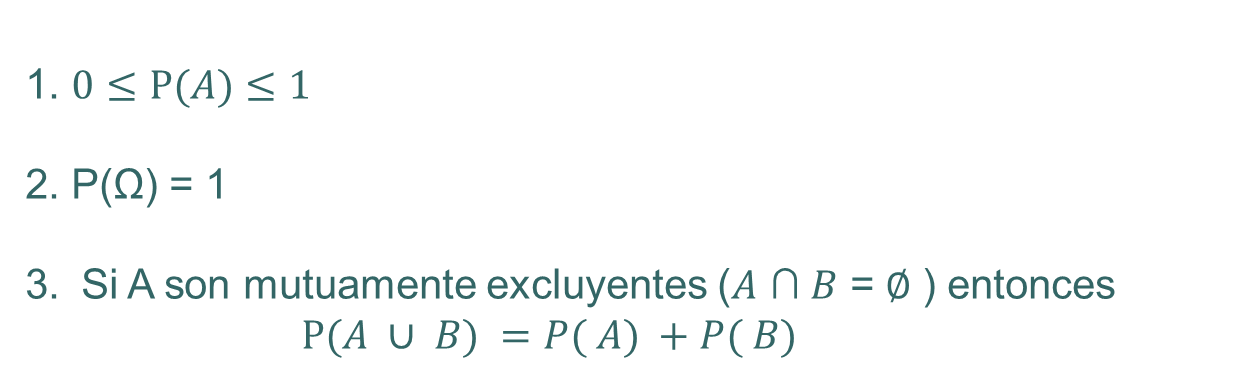 1. 0 ≤ P(A) ≤ 1
2. P(Ω) = 1
3. Si A son mutuamente excluyentes (A ∩ B = ∅ ) entonces
P(A ∪ B) = P( A) + P( B)